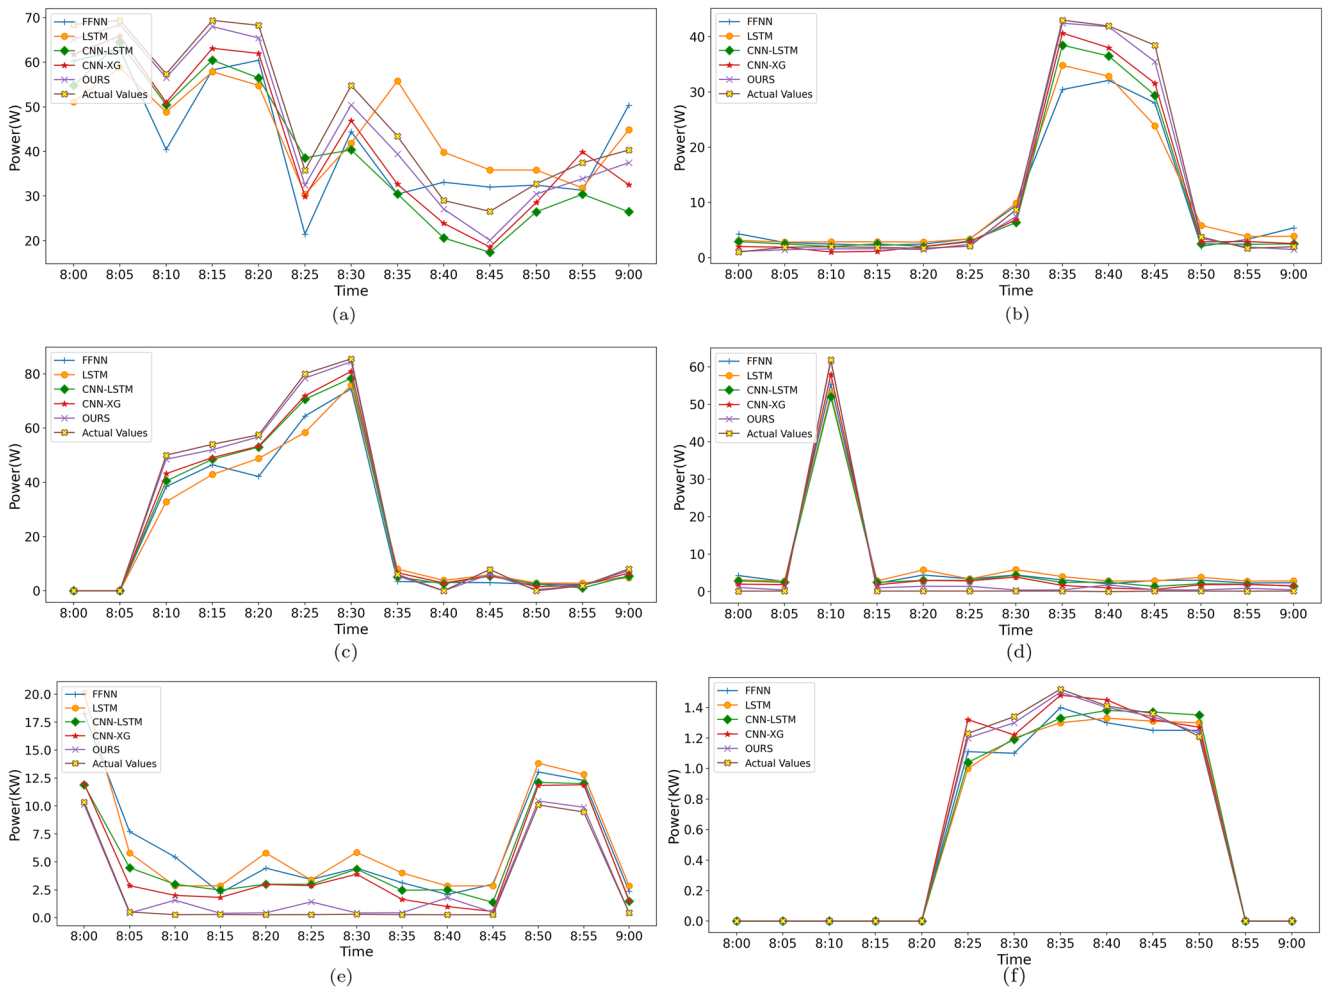 70
60
50
40
30
20
Power(W)
FFNN
LSTM
CNN-LSTM
CNN-XG
OURS
Actual Values
8:00 8:05 8:10 8:15 8:20 8:25 8:30 8:35 8:40 8:45 8:50 8:55 9:00
Time
(a)
40
30
20
10
0
Power(W)
FFNN
LSTM
CNN-LSTM
CNN-XG
OURS
Actual Values
8:00 8:05 8:10 8:15 8:20 8:25 8:30 8:35 8:40 8:45 8:50 8:55 9:00
Time
(b)
80
60
40
20
0
Power(W)
FFNN
LSTM
CNN-LSTM
CNN-XG
OURS
Actual Values
8:00 8:05 8:10 8:15 8:20 8:25 8:30 8:35 8:40 8:45 8:50 8:55 9:00
Time
(c)
60
50
40
30
20
10
0
Power(W)
FFNN
LSTM
CNN-LSTM
CNN-XG
OURS
Actual Values
8:00 8:05 8:10 8:15 8:20 8:25 8:30 8:35 8:40 8:45 8:50 8:55 9:00
Time
(d)
20.0
17.5
15.0
12.5
10.0
7.5
5.0
2.5
0.0
Power(KW)
FFNN
LSTM
CNN-LSTM
CNN-XG
OURS
Actual Values
8:00 8:05 8:10 8:15 8:20 8:25 8:30 8:35 8:40 8:45 8:50 8:55 9:00
Time
(e)
1.4
1.2
1.0
0.8
0.6
0.4
0.2
0.0
Power(KW)
FFNN
LSTM
CNN-LSTM
CNN-XG
OURS
Actual Values
8:00 8:05 8:10 8:15 8:20 8:25 8:30 8:35 8:40 8:45 8:50 8:55 9:00
Time
(f)